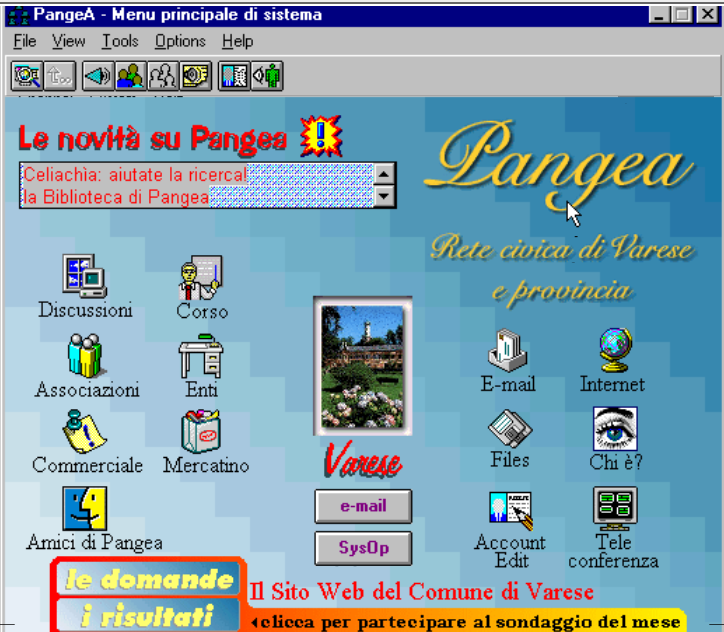 PangeA - Menu principale di sistema
File View Tools Options Help
Le novità su Pangea
Celiachìa: aiutate la ricerca!
la Biblioteca di Pangea
Pangea
Rete civica di Varese
e provincia
Discussioni
Corso
Associazioni
Enti
Commerciale
Mercatino
Amici di Pangea
Varese
e-mail
SysOp
E-mail
Internet
Files
Chi è?
Account
Edit
Tele
conferenza
le domande
i risultati
Il Sito Web del Comune di Varese
clicca per partecipare al sondaggio del mese